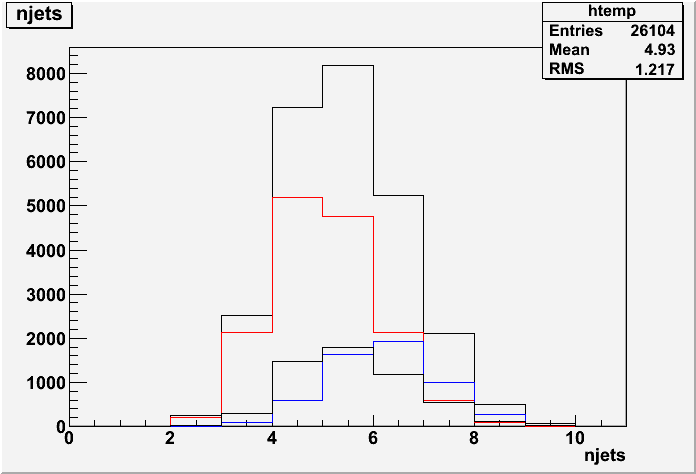 njets
htemp
Entries 26104
Mean 4.93
RMS 1.217
8000
7000
6000
5000
4000
3000
2000
1000
0
0 2 4 6 8 10
njets